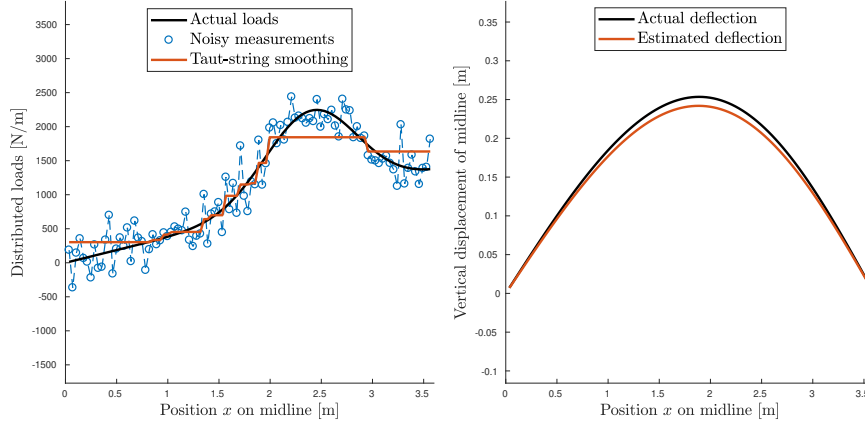 Actual loads
Noisy measurements
Taut-string smoothing
3500
3000
2500
2000
1500
1000
500
0
-500
-1000
-1500
Distributed loads [N/m]
0 0.5 1 1.5 2 2.5 3 3.5
Position x on midline [m]
Actual deflection
Estimated deflection
0.35
0.3
0.25
0.2
0.15
0.1
0.05
0
-0.05
-0.1
Vertical displacement of midline [m]
0 0.5 1 1.5 2 2.5 3 3.5
Position x on midline [m]